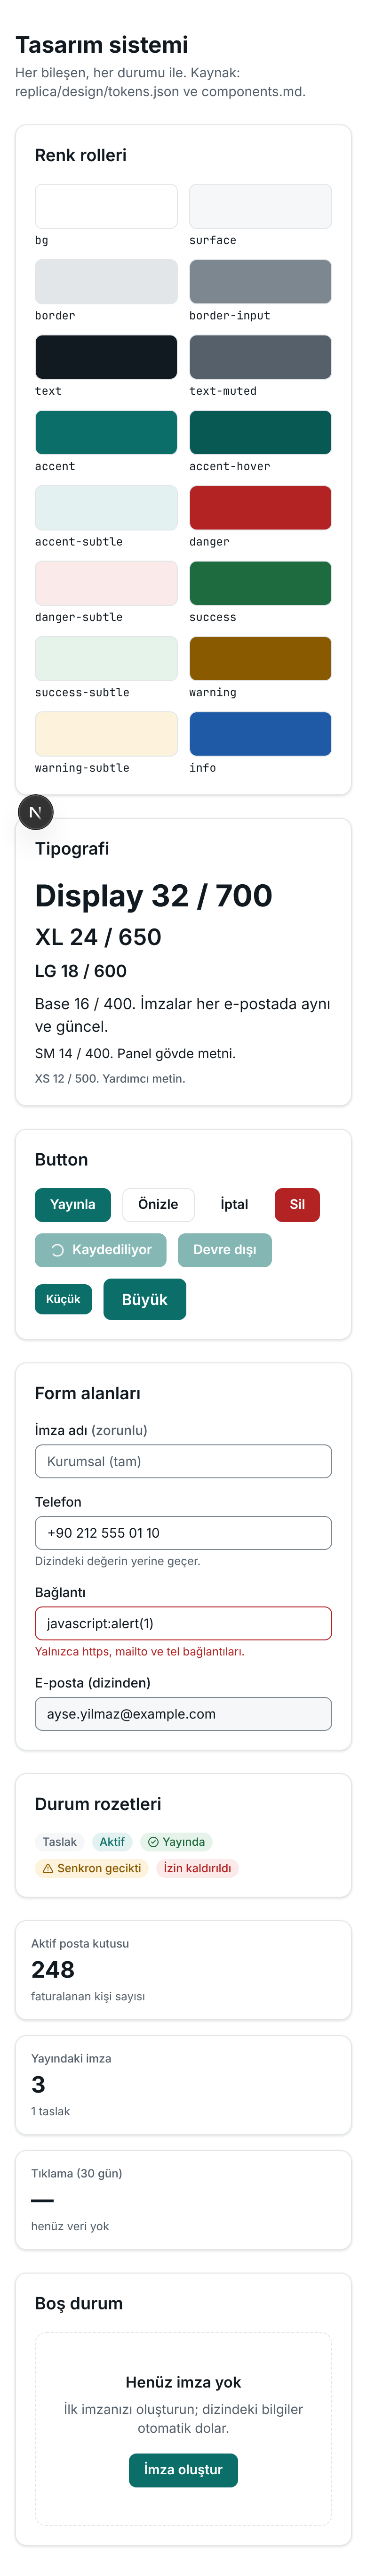 Tasarım sistemi
Her bileşen, her durumu ile. Kaynak:
replica/design/tokens.json ve components.md.
Renk rolleri
bg
surface
border
border-input
text
text-muted
accent
accent-hover
accent-subtle
danger
danger-subtle
success
success-subtle
warning
warning-subtle
info
N
Tipografi
Display 32 / 700
XL 24 / 650
LG 18 / 600
Base 16 / 400. İmzalar her e-postada aynı
ve güncel.
SM 14 / 400. Panel gövde metni.
XS 12 / 500. Yardımcı metin.
Button
Yayınla Önizle İptal Sil
Kaydediliyor Devre dışı
Küçük Büyük
Form alanları
İmza adı (zorunlu)
Kurumsal (tam)
Telefon
+90 212 555 01 10
Dizindeki değerin yerine geçer.
Bağlantı
javascript:alert(1)
Yalnızca https, mailto ve tel bağlantıları.
E-posta (dizinden)
ayse.yilmaz@example.com
Durum rozetleri
Taslak Aktif Yayında
Senkron gecikti İzin kaldırıldı
Aktif posta kutusu
248
faturalanan kişi sayısı
Yayındaki imza
3
1 taslak
Tıklama (30 gün)
—
henüz veri yok
Boş durum
Henüz imza yok
İlk imzanızı oluşturun; dizindeki bilgiler
otomatik dolar.
İmza oluştur